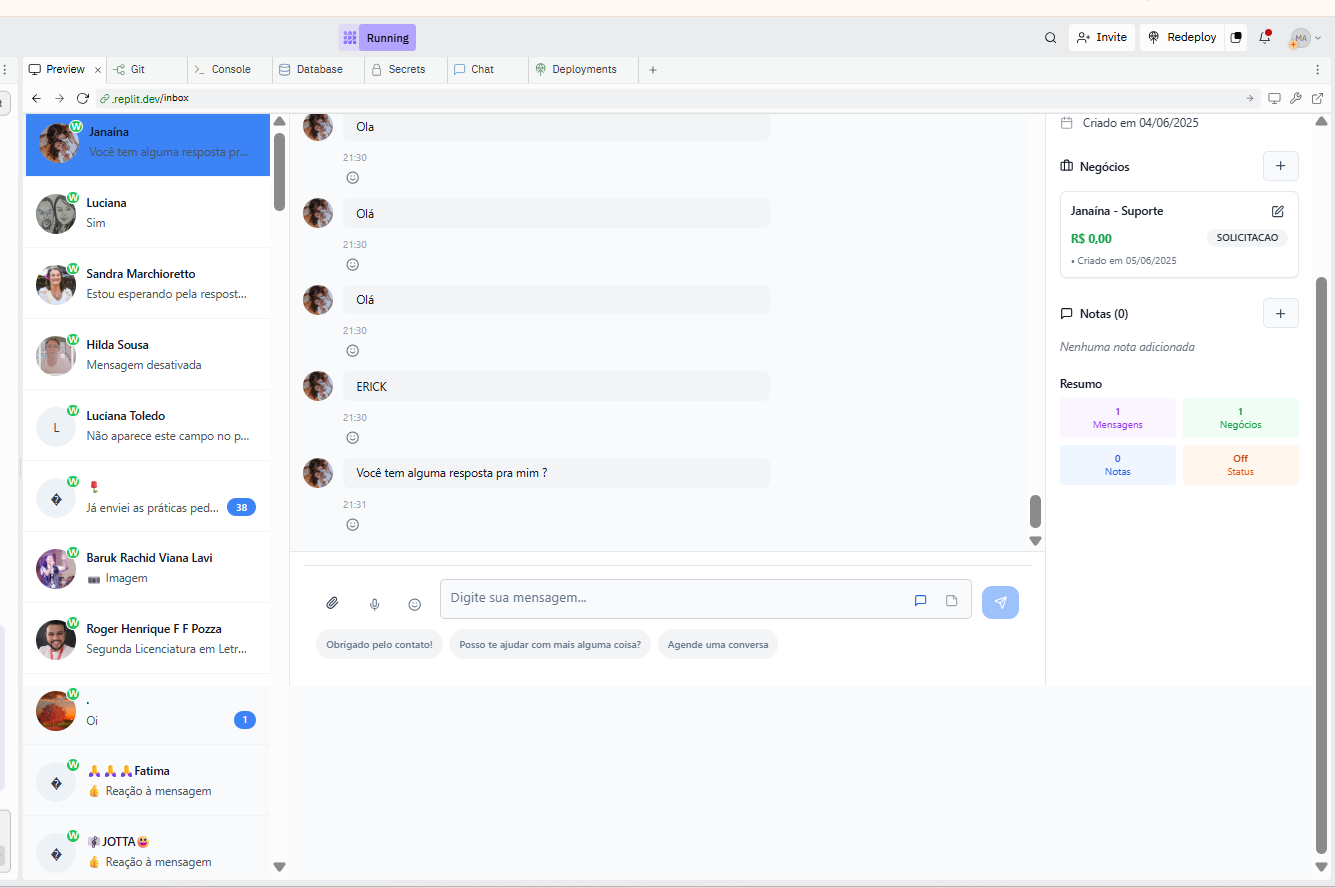 Running
Invite
Redeploy
MA
Preview
Git
Console
Database
Secrets
Chat
Deployments
.replit.dev/inbox
Janaína
Você tem alguma resposta pr...
Luciana
Sim
Sandra Marchioretto
Estou esperando pela respost...
Hilda Sousa
Mensagem desativada
L
Luciana Toledo
Não aparece este campo no p...
🌹
Já enviei as práticas ped...
38
Baruk Rachid Viana Lavi
📷 Imagem
Roger Henrique F F Pozza
Segunda Licenciatura em Letr...
.
Oi
1
🙏🙏🙏Fatima
👍 Reação à mensagem
🎼JOTTA😀
👍 Reação à mensagem
Ola
21:30
Olá
21:30
Olá
21:30
ERICK
21:30
Você tem alguma resposta pra mim ?
21:31
Digite sua mensagem...
Obrigado pelo contato!
Posso te ajudar com mais alguma coisa?
Agende uma conversa
Criado em 04/06/2025
Negócios
Janaína - Suporte
R$ 0,00
SOLICITACAO
• Criado em 05/06/2025
Notas (0)
Nenhuma nota adicionada
Resumo
1
Mensagens
1
Negócios
0
Notas
Off
Status